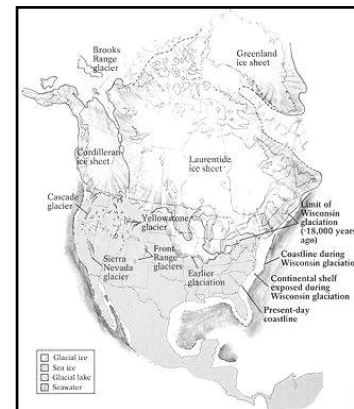 Brooks
Range
glacier
Greenland
ice sheet
Cordilleran
ice sheet
Laurentide
ice sheet
Cascade
glacier
Yellowstone
glacier
Limit of
Wisconsin
glaciation
(~18,000 years
ago)
Sierra
Nevada
glacier
Front
Range
glaciers
Earlier
glaciation
Coastline during
Wisconsin glaciation
Continental shelf
exposed during
Wisconsin glaciation
Present-day
coastline
Glacial ice
Sea ice
Glacial lake
Seawater